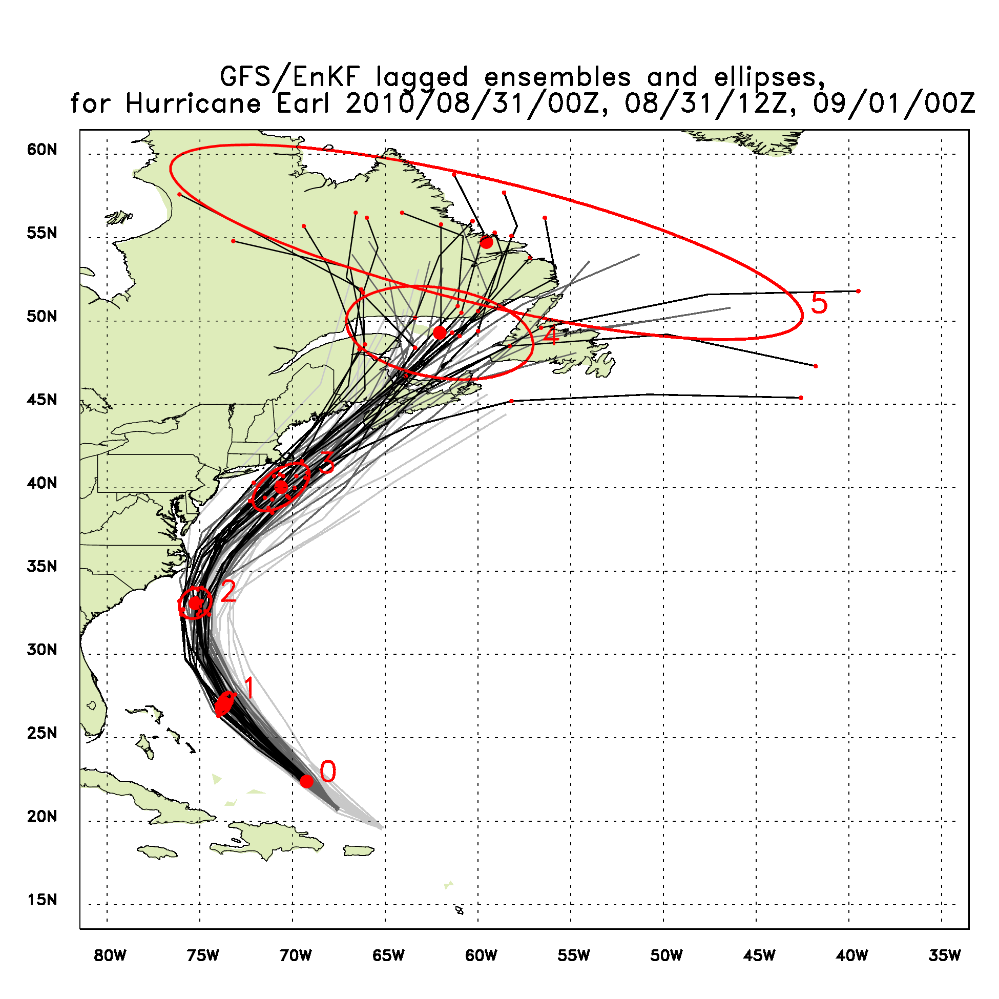 GFS/EnKF lagged ensembles and ellipses,
for Hurricane Earl 2010/08/31/00Z, 08/31/12Z, 09/01/00Z
60N
55N
50N
5
4
45N
3
40N
35N
2
30N
1
25N
0
20N
15N
80W 75W 70W 65W 60W 55W 50W 45W 40W 35W